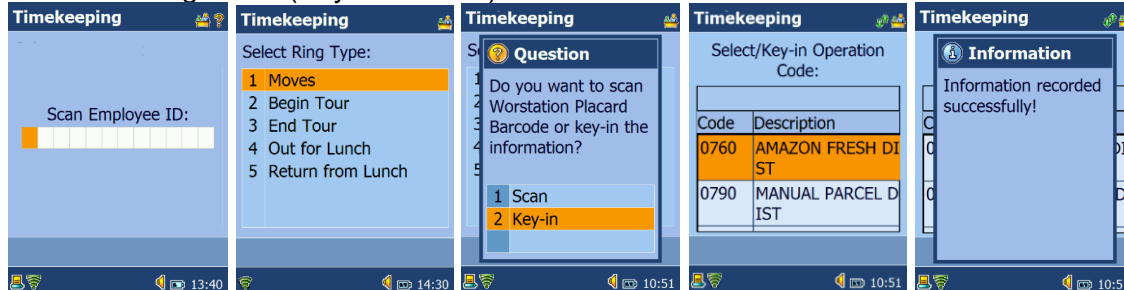 Timekeeping
Scan Employee ID:
13:40
Timekeeping
Select Ring Type:
1 Moves
2 Begin Tour
3 End Tour
4 Out for Lunch
5 Return from Lunch
14:30
Timekeeping
Question
Do you want to scan
Worstation Placard
Barcode or key-in the
information?
1 Scan
2 Key-in
10:51
Timekeeping
Select/Key-in Operation
Code:
Code Description
0760 AMAZON FRESH DI
ST
0790 MANUAL PARCEL D
IST
10:51
Timekeeping
Information
Information recorded
successfully!
10:5